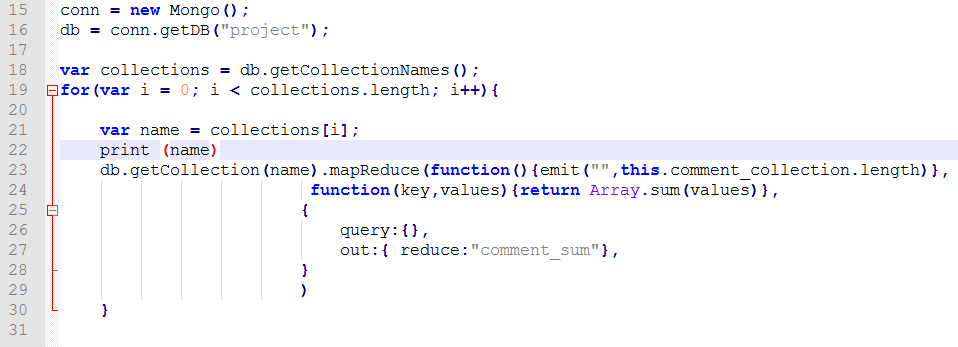 15 conn = new Mongo();
16 db = conn.getDB("project");
17
18 var collections = db.getCollectionNames();
19 for(var i = 0; i < collections.length; i++){
20
21     var name = collections[i];
22     print (name)
23     db.getCollection(name).mapReduce(function(){emit("",this.comment_collection.length)},
24                          function(key,values){return Array.sum(values)},
25                         {
26                             query:{},
27                             out:{ reduce:"comment_sum"},
28                         }
29                         )
30     }
31